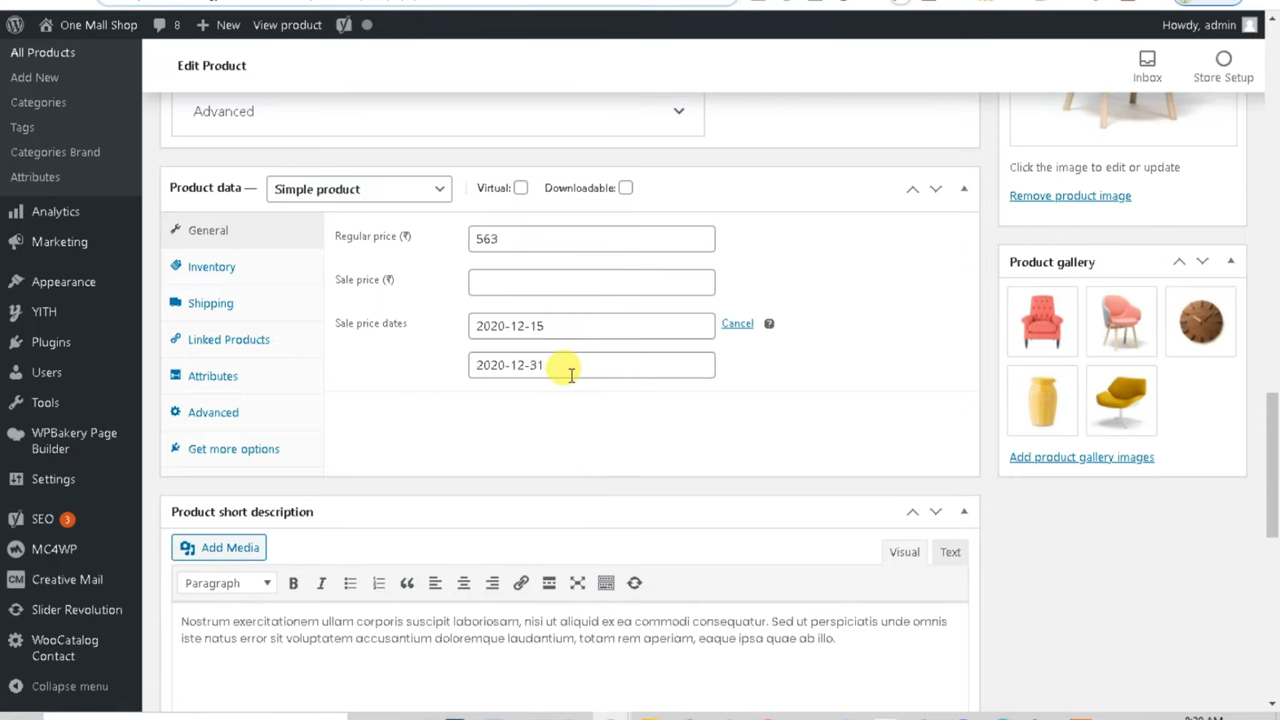 One Mall Shop
8
New
View product
Howdy, admin
All Products
Add New
Categories
Tags
Categories Brand
Attributes
Analytics
Marketing
Appearance
YITH
Plugins
Users
Tools
WPBakery Page
Builder
Settings
SEO 3
MC4WP
CM Creative Mail
Slider Revolution
WooCatalog
Contact
Collapse menu
Edit Product
Inbox
Store Setup
Advanced
Product data —
Simple product
Virtual:
Downloadable:
General
Inventory
Shipping
Linked Products
Attributes
Advanced
Get more options
Regular price (₹)
563
Sale price (₹)
Sale price dates
2020-12-15
Cancel
2020-12-31
Product short description
Add Media
Visual
Text
Paragraph
Nostrum exercitationem ullam corporis suscipit laboriosam, nisi ut aliquid ex ea commodi consequatur. Sed ut perspiciatis unde omnis
iste natus error sit voluptatem accusantium doloremque laudantium, totam rem aperiam, eaque ipsa quae ab illo.
Click the image to edit or update
Remove product image
Product gallery
Add product gallery images